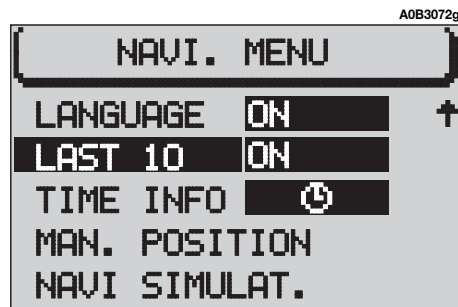 A0B3072g
NAVI. MENU
LANGUAGE ON
LAST 10 ON
TIME INFO
MAN. POSITION
NAVI SIMULAT.